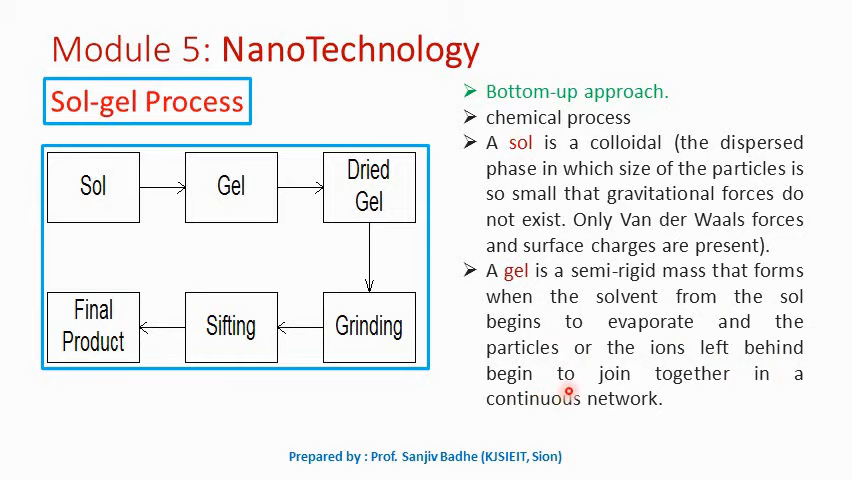 Module 5: NanoTechnology
Sol-gel Process
Sol
Gel
Dried
Gel
Final
Product
Sifting
Grinding
➢ Bottom-up approach.
➢ chemical process
➢ A sol is a colloidal (the dispersed
phase in which size of the particles is
so small that gravitational forces do
not exist. Only Van der Waals forces
and surface charges are present).
➢ A gel is a semi-rigid mass that forms
when the solvent from the sol
begins to evaporate and the
particles or the ions left behind
begin to join together in a
continuous network.
Prepared by : Prof. Sanjiv Badhe (KJSIEIT, Sion)